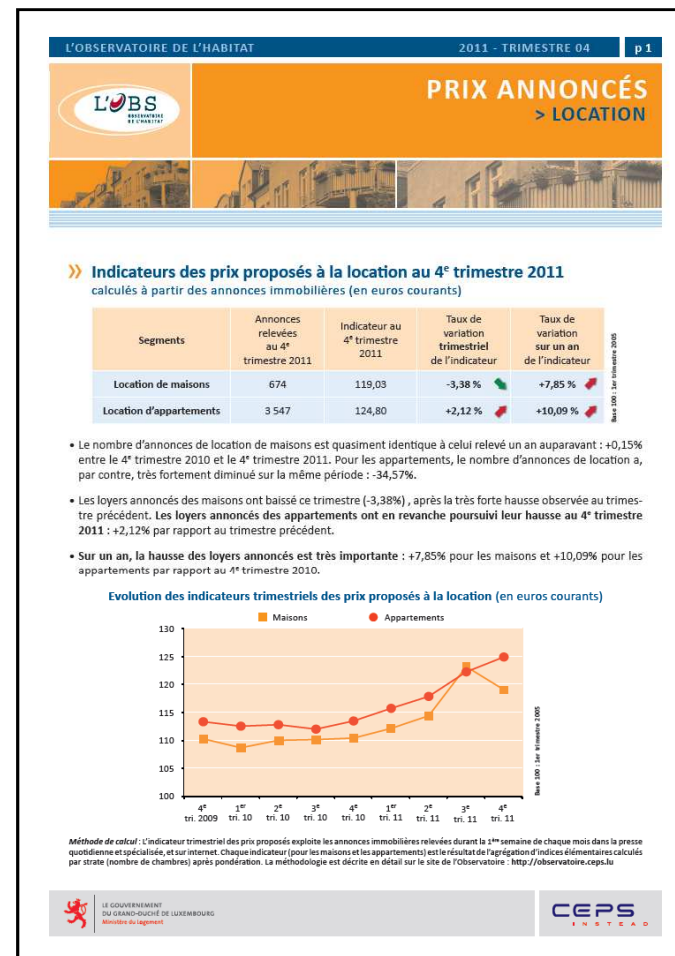 L'OBSERVATOIRE DE L'HABITAT 2011 - TRIMESTRE 04 p 1
L'OBS
OBSERVATOIRE
DE L'HABITAT
PRIX ANNONCÉS
> LOCATION
» Indicateurs des prix proposés à la location au 4e trimestre 2011
calculés à partir des annonces immobilières (en euros courants)
Segments
Annonces
relevées
au 4e
trimestre 2011
Indicateur au
4e trimestre
2011
Taux de
variation
trimestriel
de l'indicateur
Taux de
variation
sur un an
de l'indicateur
Location de maisons 674 119,03 -3,38 % +7,85 %
Location d'appartements 3 547 124,80 +2,12 % +10,09 %
Base 100 : 1er trimestre 2005
• Le nombre d'annonces de location de maisons est quasiment identique à celui relevé un an auparavant : +0,15%
entre le 4e trimestre 2010 et le 4e trimestre 2011. Pour les appartements, le nombre d'annonces de location a,
par contre, très fortement diminué sur la même période : -34,57%.
• Les loyers annoncés des maisons ont baissé ce trimestre (-3,38%) , après la très forte hausse observée au trimes-
tre précédent. Les loyers annoncés des appartements ont en revanche poursuivi leur hausse au 4e trimestre
2011 : +2,12% par rapport au trimestre précédent.
• Sur un an, la hausse des loyers annoncés est très importante : +7,85% pour les maisons et +10,09% pour les
appartements par rapport au 4e trimestre 2010.
Evolution des indicateurs trimestriels des prix proposés à la location (en euros courants)
Maisons Appartements
130
125
120
115
110
105
100
4e 1er 2e 3e 4e 1er 2e 3e 4e
tri. 2009 tri. 10 tri. 10 tri. 10 tri. 10 tri. 11 tri. 11 tri. 11 tri. 11
Base 100 : 1er trimestre 2005
Méthode de calcul : L'indicateur trimestriel des prix proposés exploite les annonces immobilières relevées durant la 1ère semaine de chaque mois dans la presse
quotidienne et spécialisée, et sur internet. Chaque indicateur (pour les maisons et les appartements) est le résultat de l'agrégation d'indices élémentaires calculés
par strate (nombre de chambres) après pondération. La méthodologie est décrite en détail sur le site de l'Observatoire : http://observatoire.ceps.lu
LE GOUVERNEMENT
DU GRAND-DUCHÉ DE LUXEMBOURG
Ministère du Logement
CEPS
INSTEAD